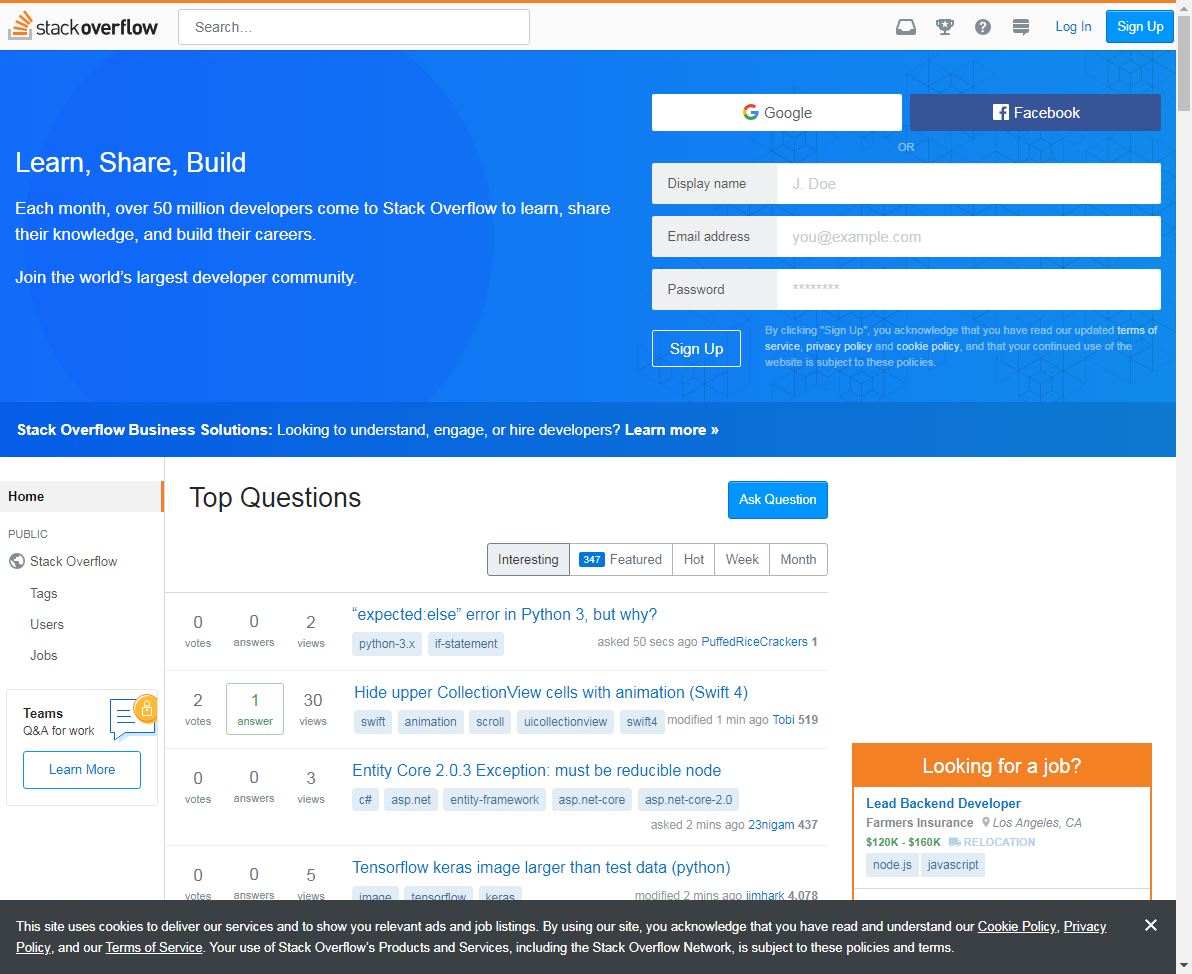 stackoverflow
Search…
Log In
Sign Up
Google
Facebook
OR
Learn, Share, Build
Each month, over 50 million developers come to Stack Overflow to learn, share
their knowledge, and build their careers.
Join the world’s largest developer community.
Display name
J. Doe
Email address
you@example.com
Password
********
Sign Up
By clicking "Sign Up", you acknowledge that you have read our updated terms of
service, privacy policy and cookie policy, and that your continued use of the
website is subject to these policies.
Stack Overflow Business Solutions: Looking to understand, engage, or hire developers? Learn more »
Home
PUBLIC
Stack Overflow
Tags
Users
Jobs
Teams
Q&A for work
Learn More
Top Questions
Ask Question
Interesting
347 Featured
Hot
Week
Month
0 votes
0 answers
2 views
“expected:else” error in Python 3, but why?
python-3.x if-statement
asked 50 secs ago PuffedRiceCrackers 1
2 votes
1 answer
30 views
Hide upper CollectionView cells with animation (Swift 4)
swift animation scroll uicollectionview swift4
modified 1 min ago Tobi 519
0 votes
0 answers
3 views
Entity Core 2.0.3 Exception: must be reducible node
c# asp.net entity-framework asp.net-core asp.net-core-2.0
asked 2 mins ago 23nigam 437
0 votes
0 answers
5 views
Tensorflow keras image larger than test data (python)
image tensorflow keras
modified 2 mins ago jimhark 4,078
Looking for a job?
Lead Backend Developer
Farmers Insurance Los Angeles, CA
$120K - $160K RELOCATION
node.js javascript
This site uses cookies to deliver our services and to show you relevant ads and job listings. By using our site, you acknowledge that you have read and understand our Cookie Policy, Privacy
Policy, and our Terms of Service. Your use of Stack Overflow’s Products and Services, including the Stack Overflow Network, is subject to these policies and terms.